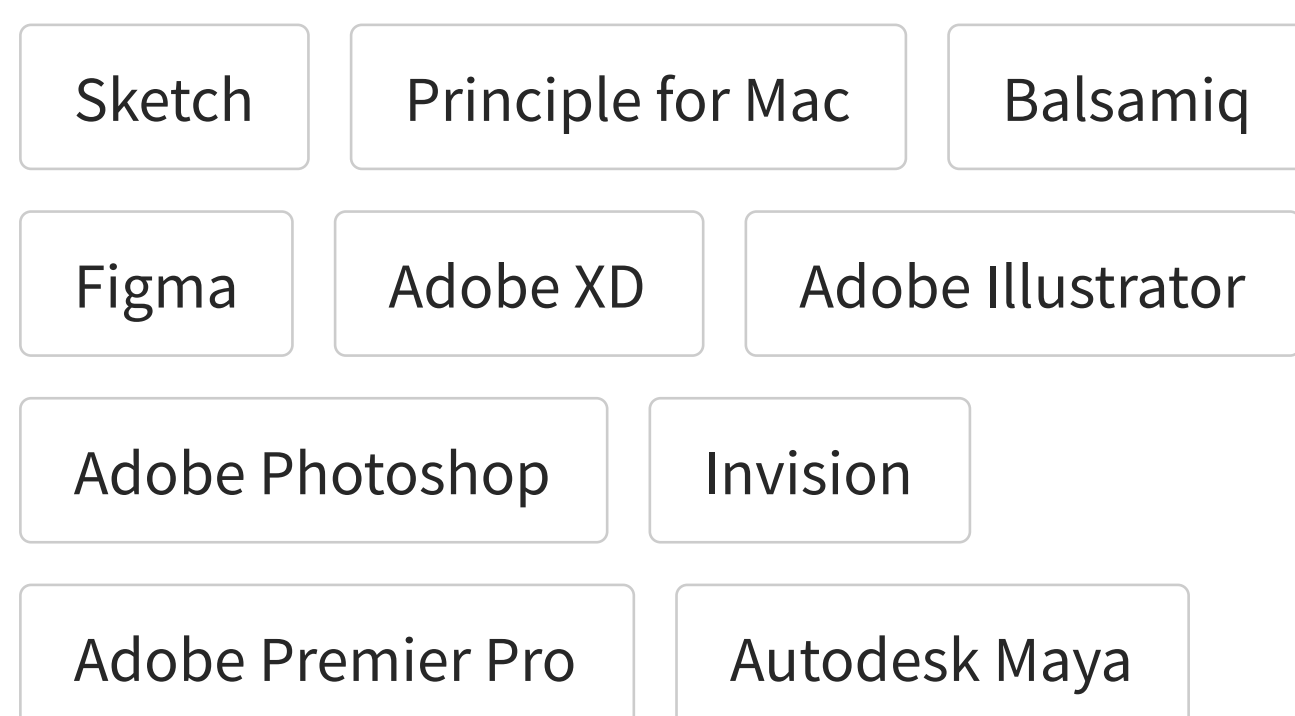 Sketch Principle for Mac Balsamiq
Figma Adobe XD Adobe Illustrator
Adobe Photoshop Invision
Adobe Premier Pro Autodesk Maya